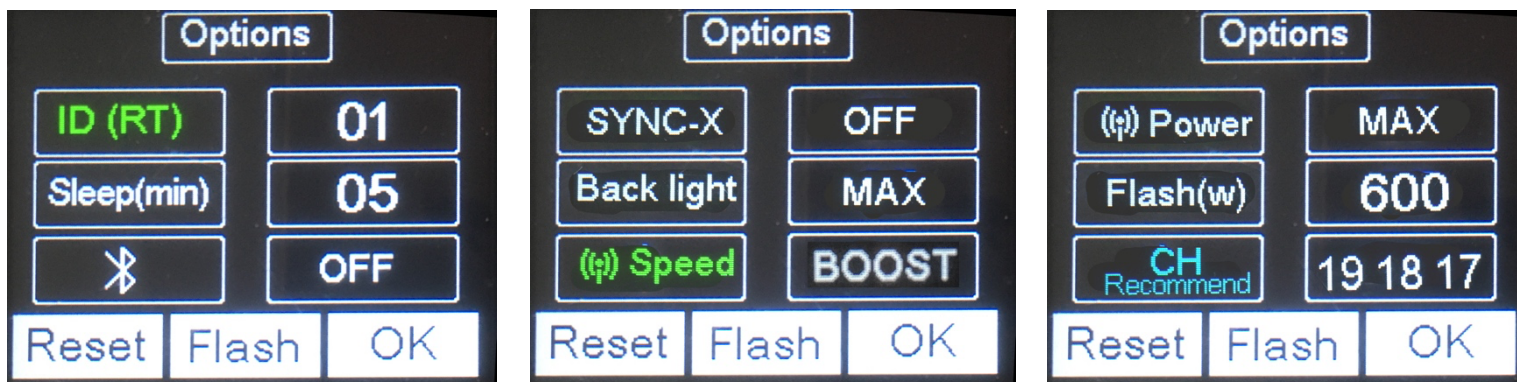 Options
ID (RT) 01
Sleep(min) 05
OFF
Reset Flash OK
Options
SYNC-X OFF
Back light MAX
Speed BOOST
Reset Flash OK
Options
Power MAX
Flash(w) 600
CH
Recommend 19 18 17
Reset Flash OK